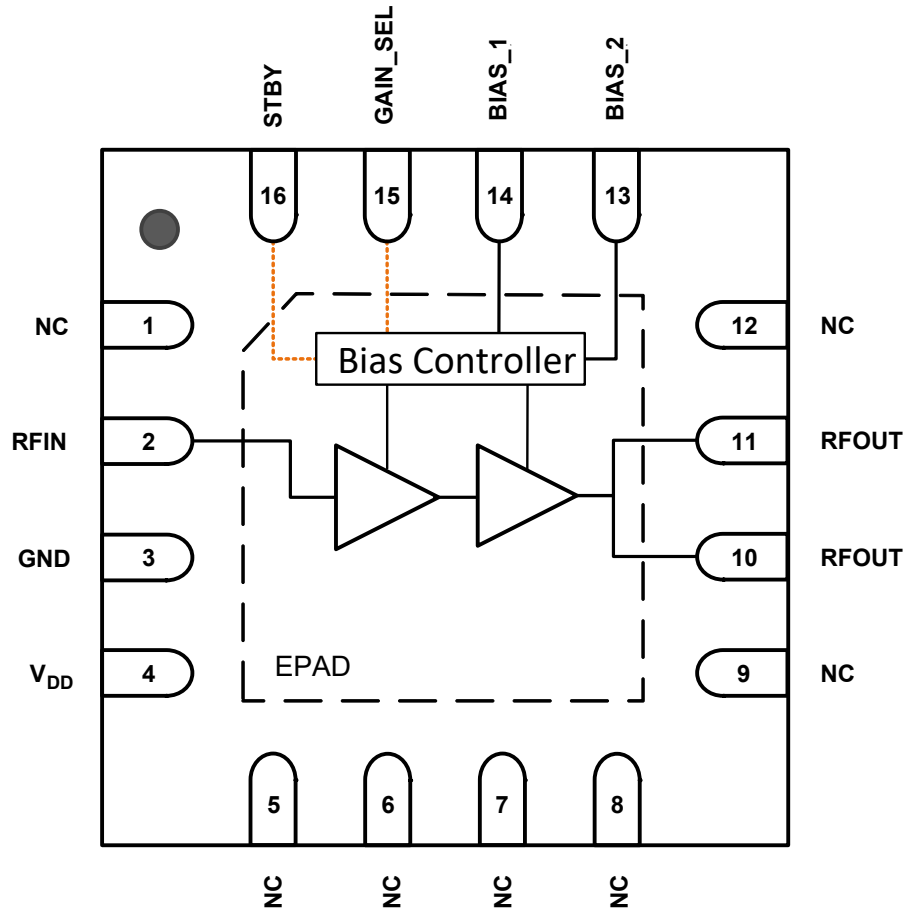 STBY
GAIN_SEL
BIAS_1
BIAS_2
16
15
14
13
NC
1
12
NC
Bias Controller
RFIN
2
11
RFOUT
GND
3
10
RFOUT
VDD
4
EPAD
9
NC
5
6
7
8
NC
NC
NC
NC